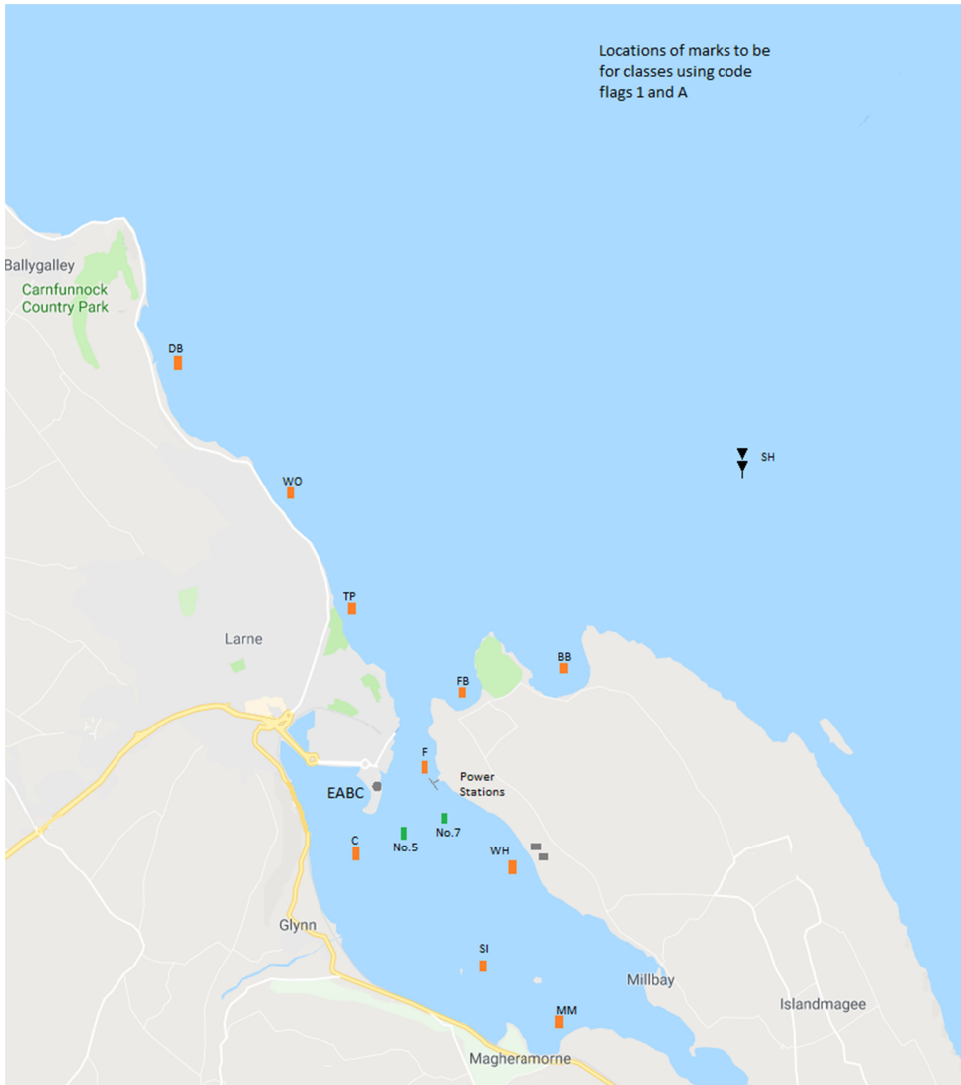 Locations of marks to be
for classes using code
flags 1 and A
Ballygalley
Carnfunnock
Country Park
DB
SH
WO
TP
Larne
BB
FB
F
Power
Stations
EABC
No.7
C
No.5
WH
Glynn
SI
Millbay
Islandmagee
MM
Magheramorne